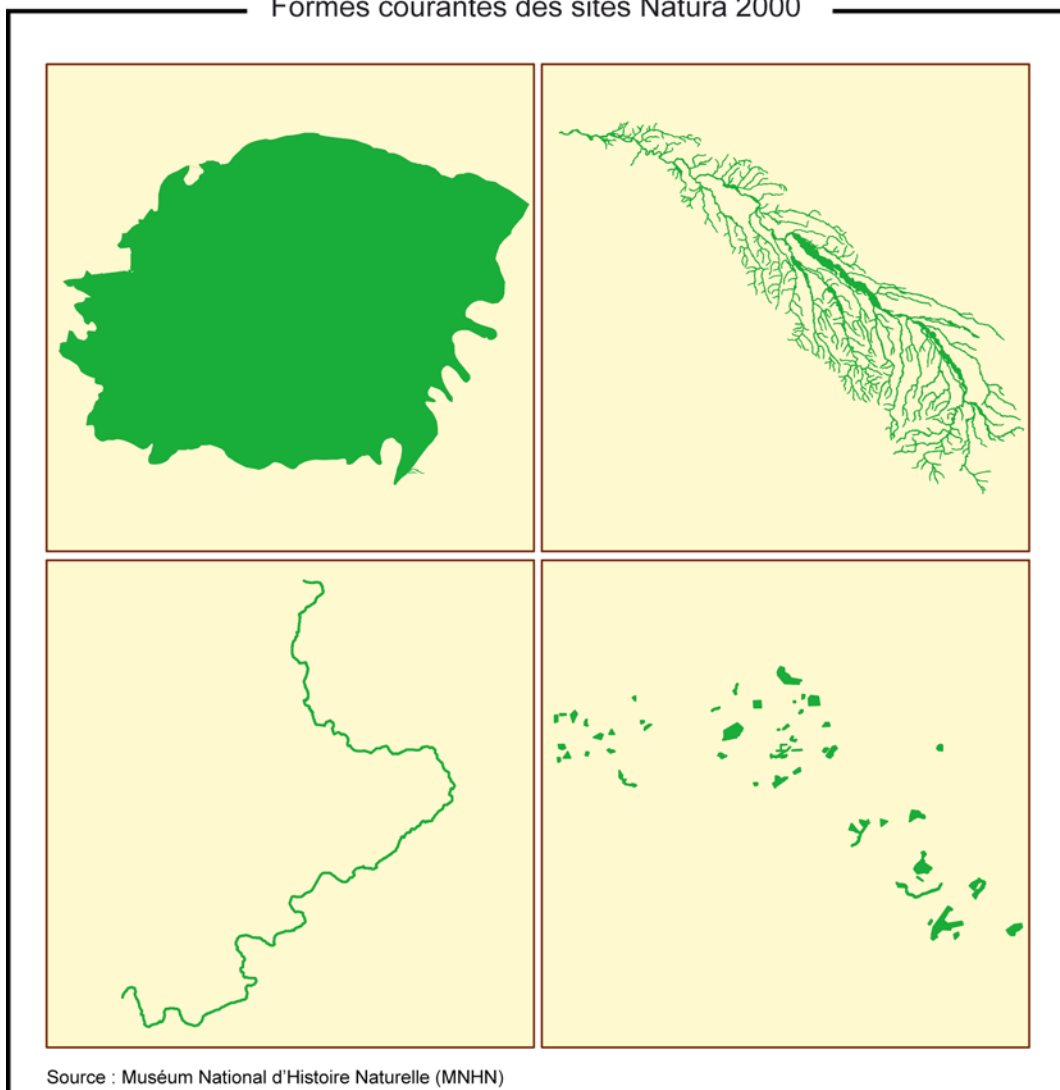 Formes courantes des sites Natura 2000
Source : Muséum National d'Histoire Naturelle (MNHN)